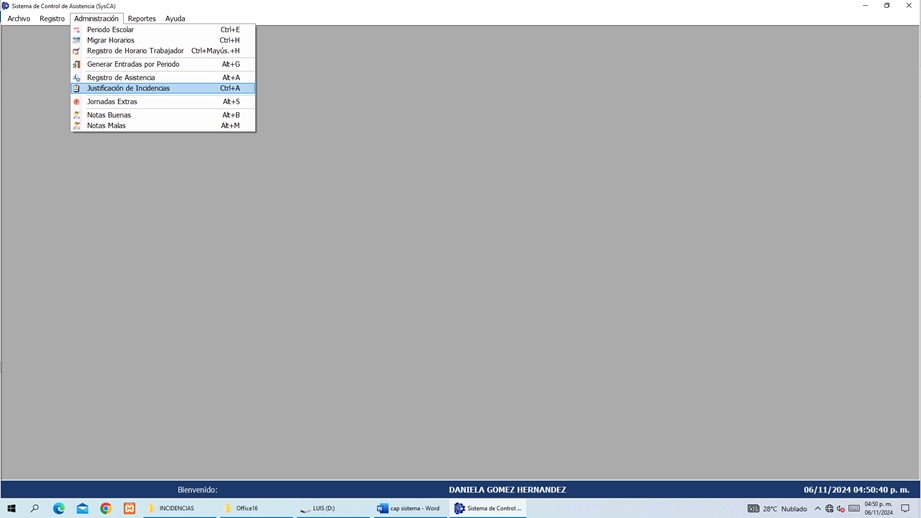 Sistema de Control de Asistencia (SysCA)
Archivo Registro Administración Reportes Ayuda
Periodo Escolar Ctrl+E
Migrar Horarios Ctrl+H
Registro de Horario Trabajador Ctrl+Mayús.+H
Generar Entradas por Periodo Alt+G
Registro de Asistencia Alt+A
Justificación de Incidencias Ctrl+A
Jornadas Extras Alt+S
Notas Buenas Alt+B
Notas Malas Alt+M
Bienvenido: DANIELA GOMEZ HERNANDEZ 06/11/2024 04:50:40 p. m.
INCIDENCIAS Office16 LUIS (D:) cap sistema - Word Sistema de Control ... 28°C Nublado 04:50 p. m.
06/11/2024